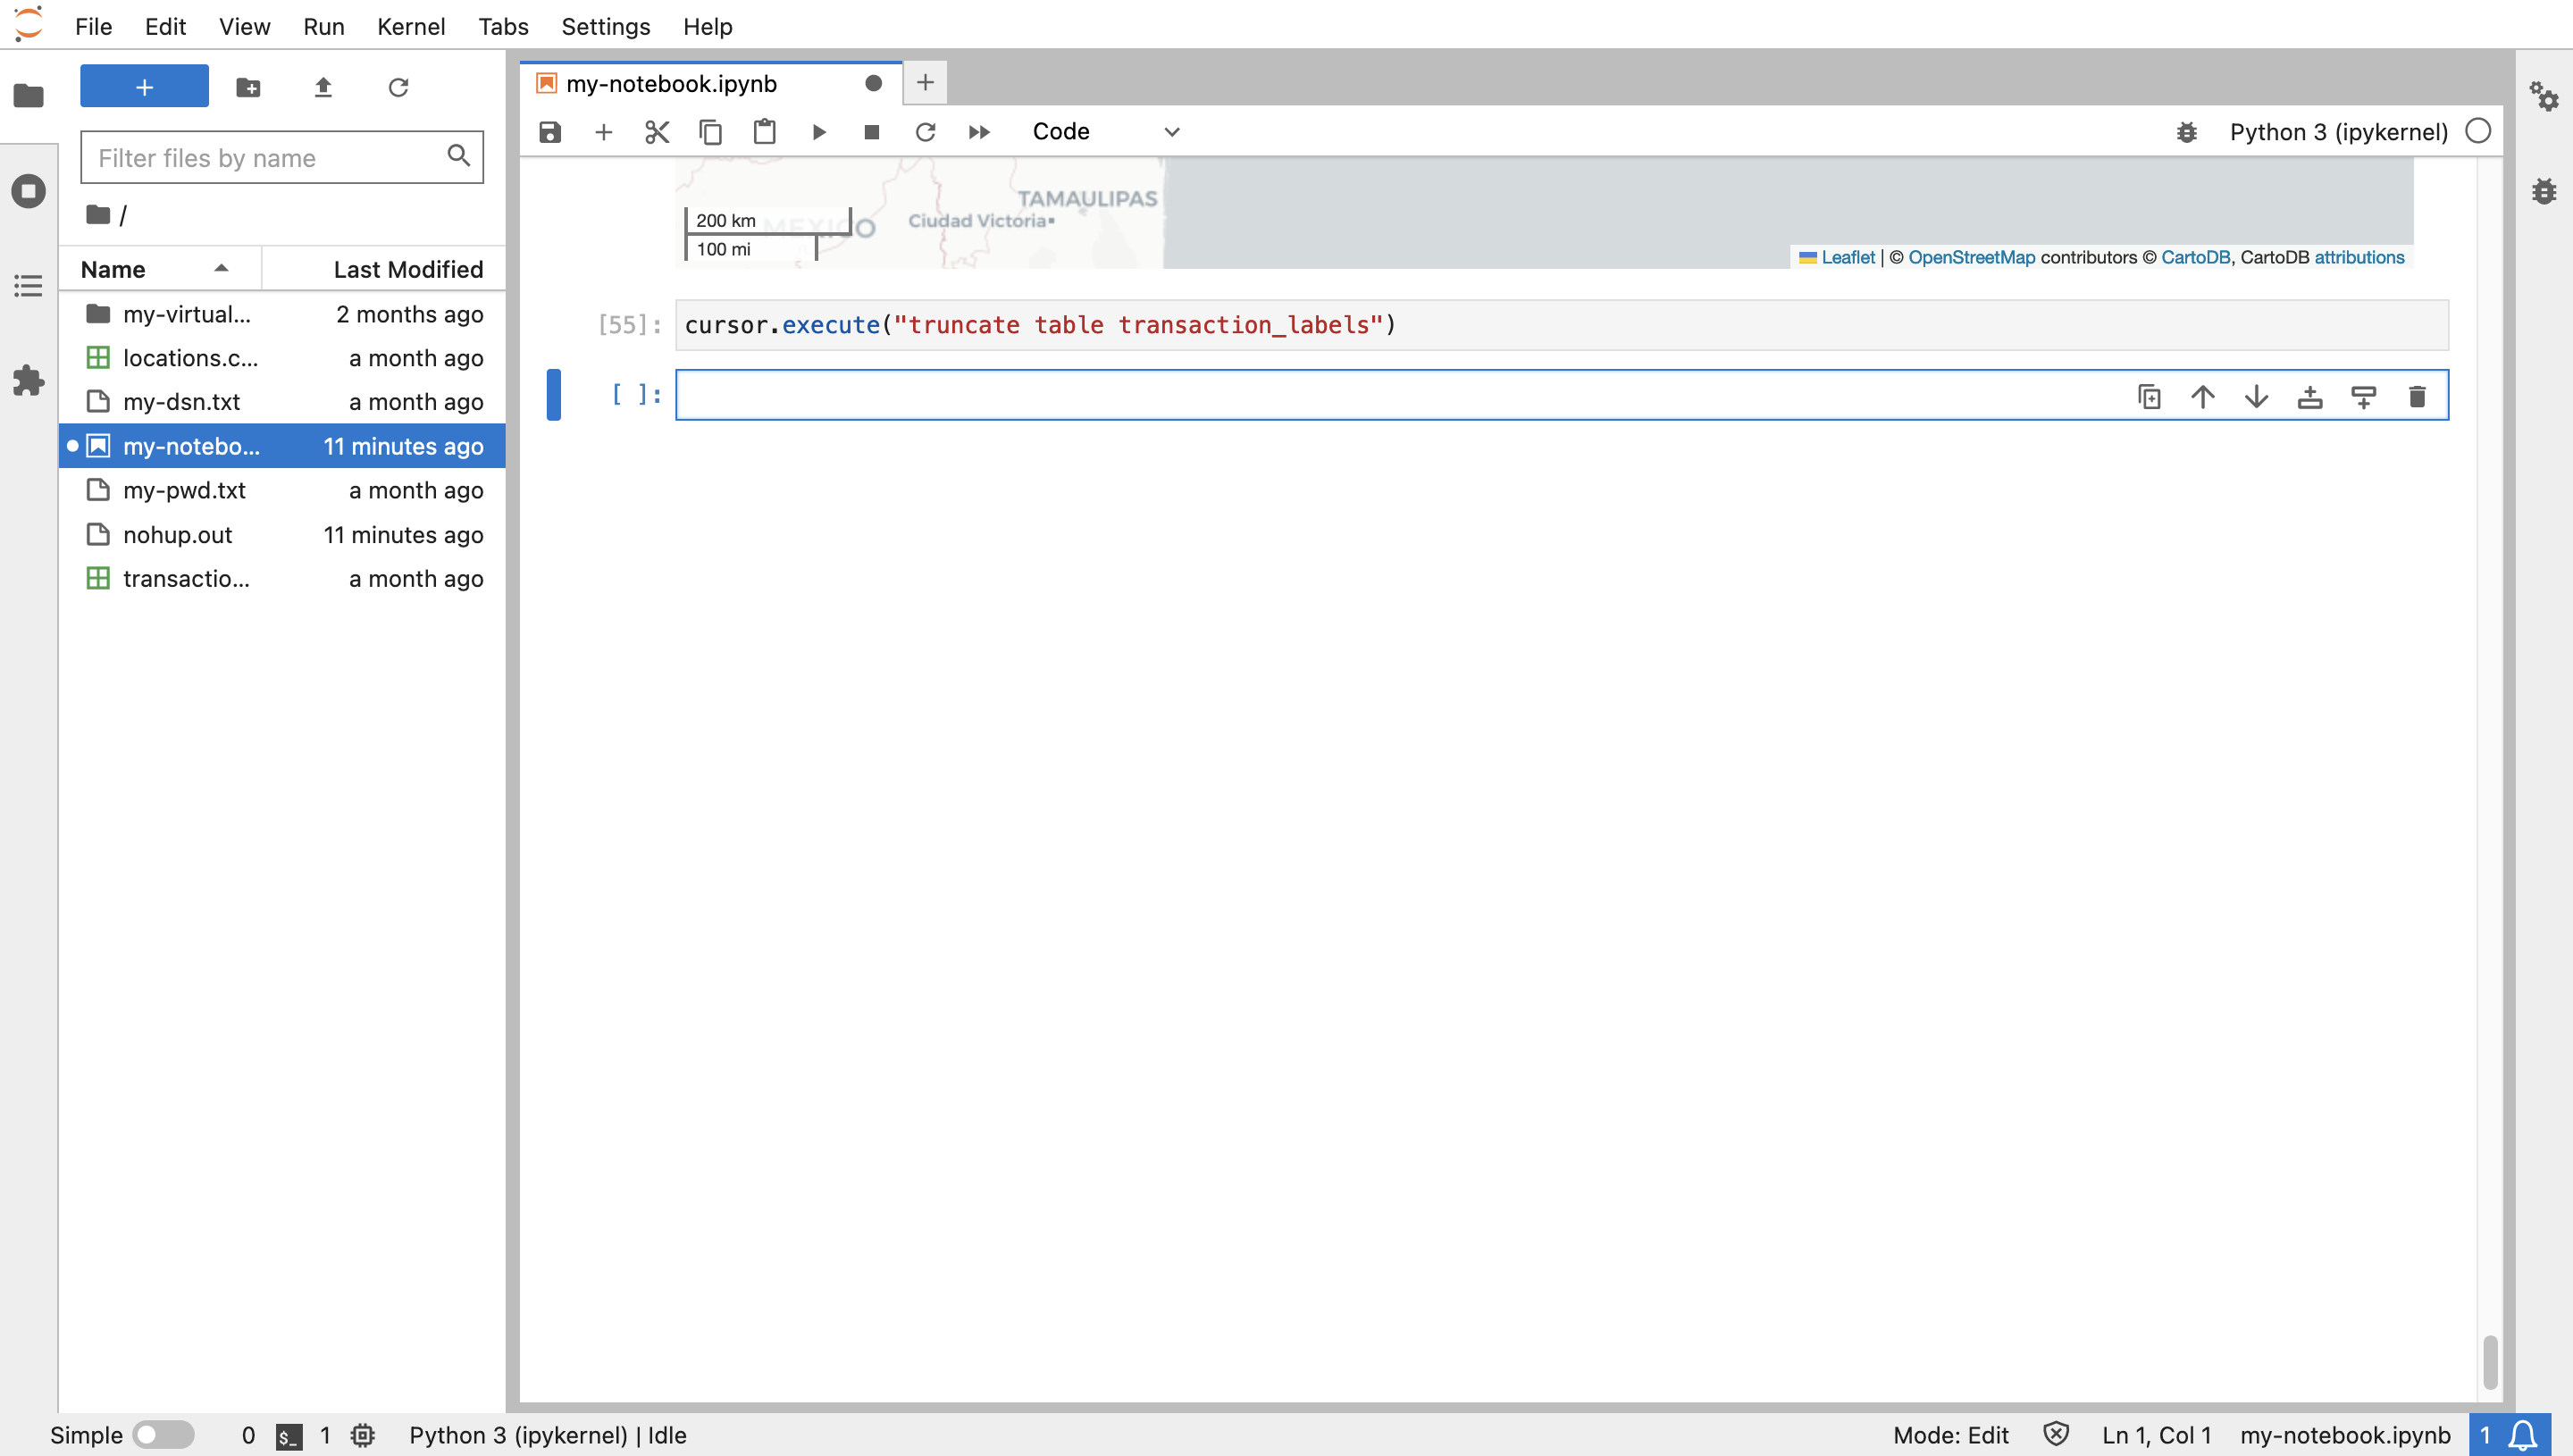 File Edit View Run Kernel Tabs Settings Help
+
Filter files by name
/
Name Last Modified
my-virtual... 2 months ago
locations.c... a month ago
my-dsn.txt a month ago
my-notebo... 11 minutes ago
my-pwd.txt a month ago
nohup.out 11 minutes ago
transactio... a month ago
my-notebook.ipynb
Code
Python 3 (ipykernel)
TAMAULIPAS
MEXICO
Ciudad Victoria
200 km
100 mi
Leaflet | © OpenStreetMap contributors © CartoDB, CartoDB attributions
[55]: cursor.execute("truncate table transaction_labels")
[ ]:
Simple 0 $_ 1 Python 3 (ipykernel) | Idle
Mode: Edit Ln 1, Col 1 my-notebook.ipynb 1